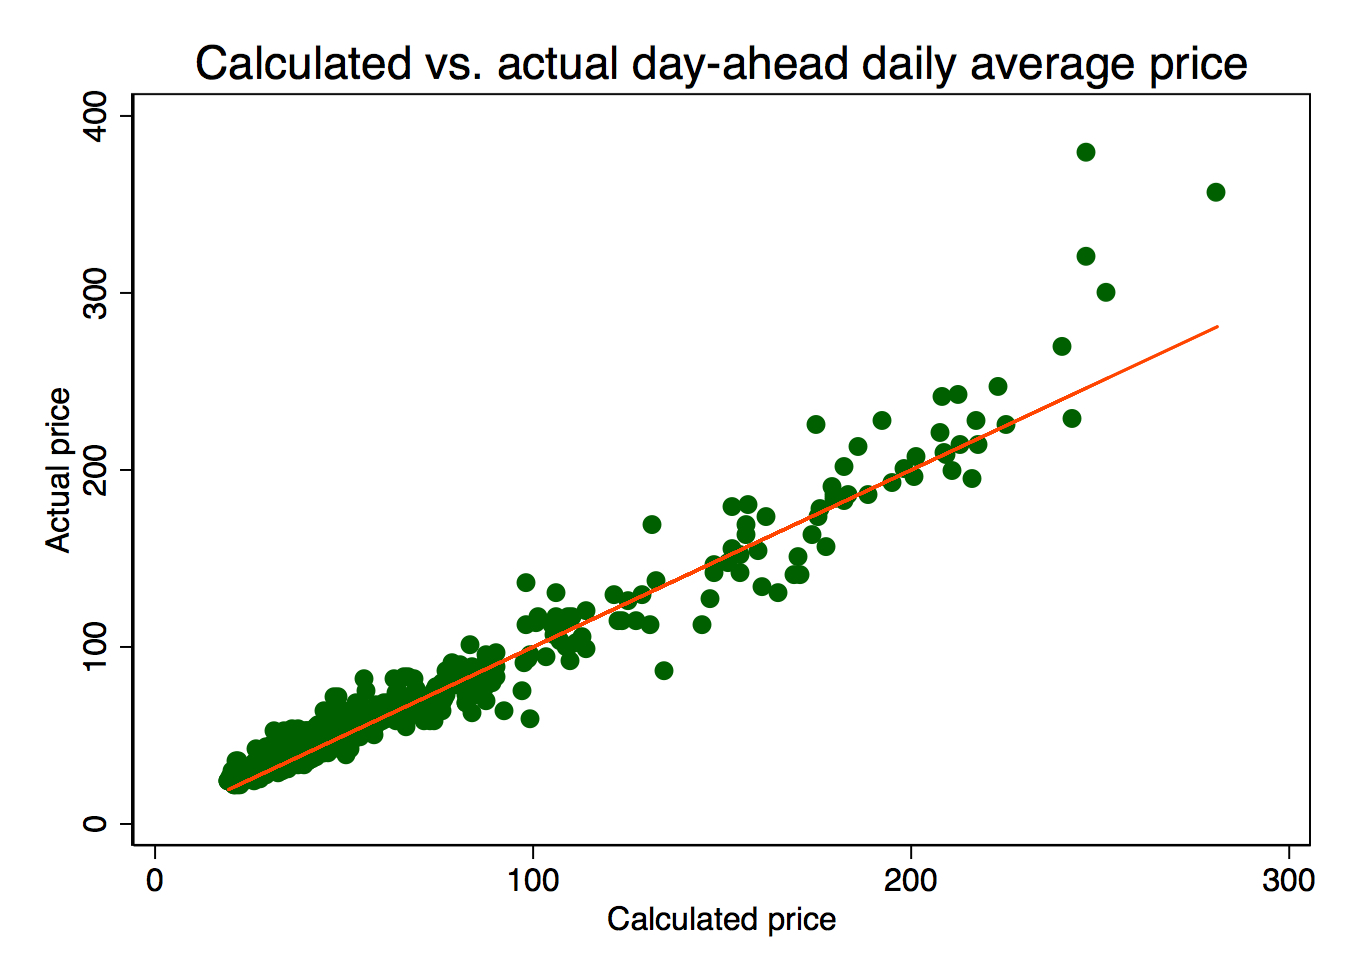 Calculated vs. actual day-ahead daily average price
400
300
200
100
0
Actual price
0 100 200 300
Calculated price